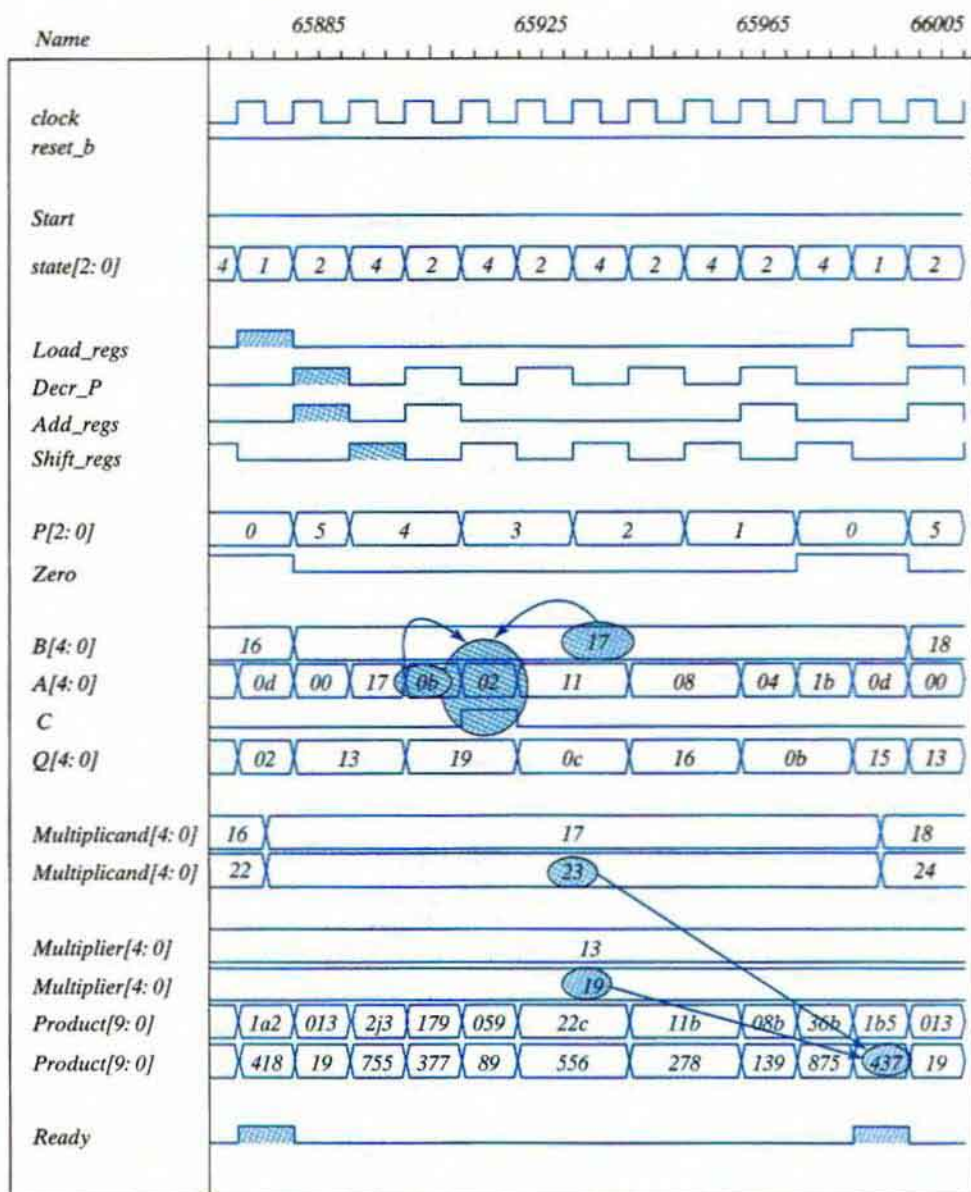 Name 65885 65925 65965 66005
clock
reset_b
Start
state[2: 0] 4 1 2 4 2 4 2 4 2 4 2 4 1 2
Load_regs
Decr_P
Add_regs
Shift_regs
P[2: 0] 0 5 4 3 2 1 0 5
Zero
B[4: 0] 16 17 18
A[4: 0] 0d 00 17 0b 02 11 08 04 1b 0d 00
C
Q[4: 0] 02 13 19 0c 16 0b 15 13
Multiplicand[4: 0] 16 17 18
Multiplicand[4: 0] 22 23 24
Multiplier[4: 0] 13
Multiplier[4: 0] 19
Product[9: 0] 1a2 013 2j3 179 059 22c 11b 08b 36b 1b5 013
Product[9: 0] 418 19 755 377 89 556 278 139 875 437 19
Ready